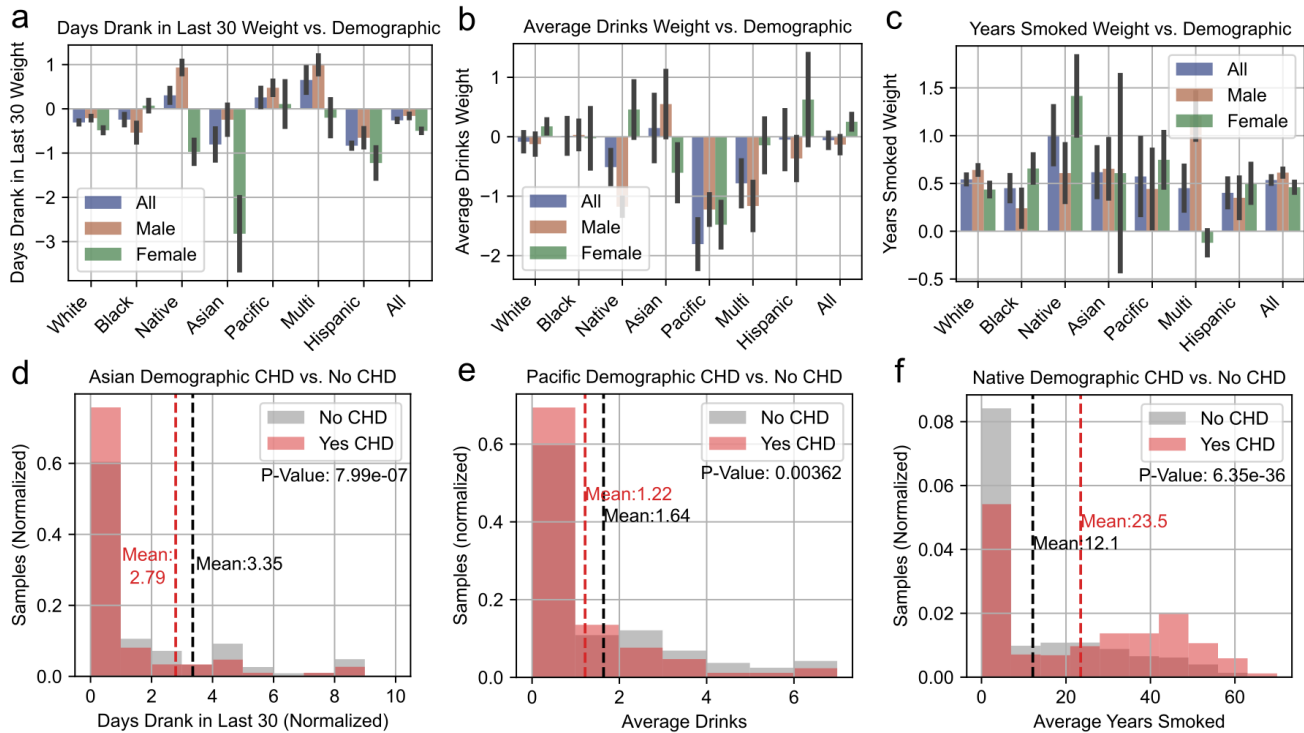 a
Days Drank in Last 30 Weight vs. Demographic
Days Drank in Last 30 Weight
1
0
−1
−2
−3
All
Male
Female
White
Black
Native
Asian
Pacific
Multi
Hispanic
All
b
Average Drinks Weight vs. Demographic
Average Drinks Weight
1
0
−1
−2
All
Male
Female
White
Black
Native
Asian
Pacific
Multi
Hispanic
All
c
Years Smoked Weight vs. Demographic
Years Smoked Weight
1.5
1.0
0.5
0.0
−0.5
All
Male
Female
White
Black
Native
Asian
Pacific
Multi
Hispanic
All
d
Asian Demographic CHD vs. No CHD
Samples (Normalized)
0.6
0.4
0.2
0.0
No CHD
Yes CHD
P-Value: 7.99e-07
Mean:
2.79
Mean:3.35
0 2 4 6 8 10
Days Drank in Last 30 (Normalized)
e
Pacific Demographic CHD vs. No CHD
Samples (normalized)
0.6
0.4
0.2
0.0
No CHD
Yes CHD
P-Value: 0.00362
Mean:1.22
Mean:1.64
0 2 4 6
Average Drinks
f
Native Demographic CHD vs. No CHD
Samples (Normalized)
0.08
0.06
0.04
0.02
0.00
No CHD
Yes CHD
P-Value: 6.35e-36
Mean:23.5
Mean:12.1
0 20 40 60
Average Years Smoked